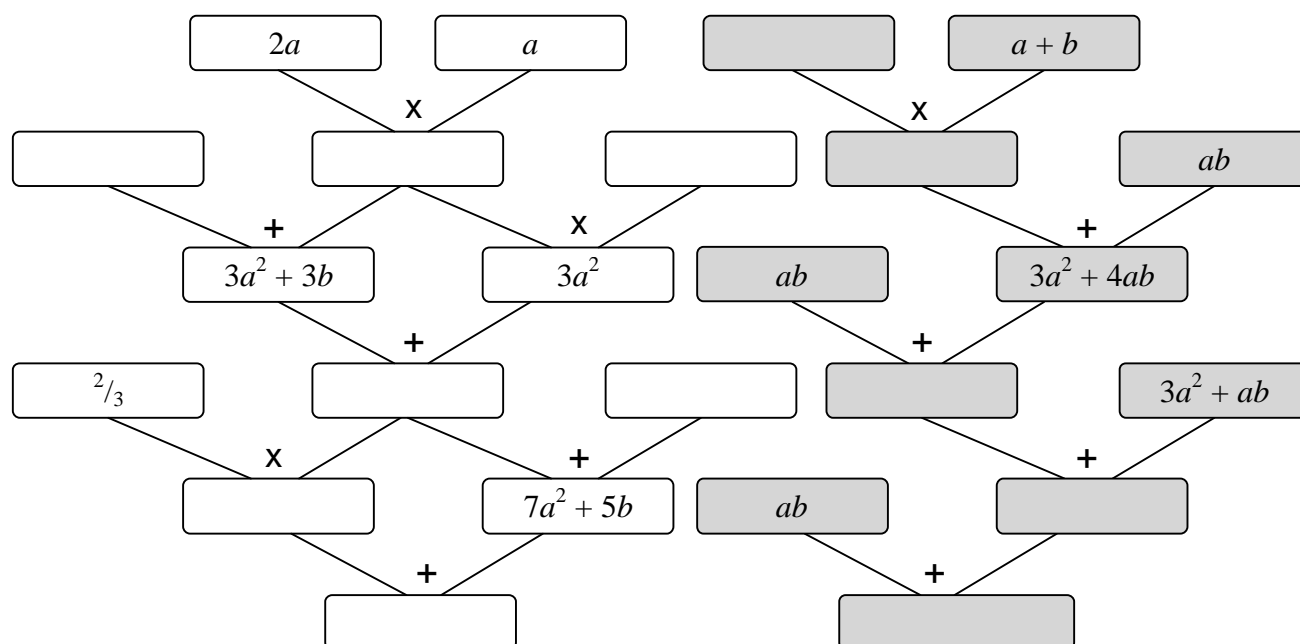 2a a a + b
x x
ab
+ x +
3a² + 3b 3a² ab 3a² + 4ab
+ +
²/₃ 3a² + ab
x + +
7a² + 5b ab
+ +